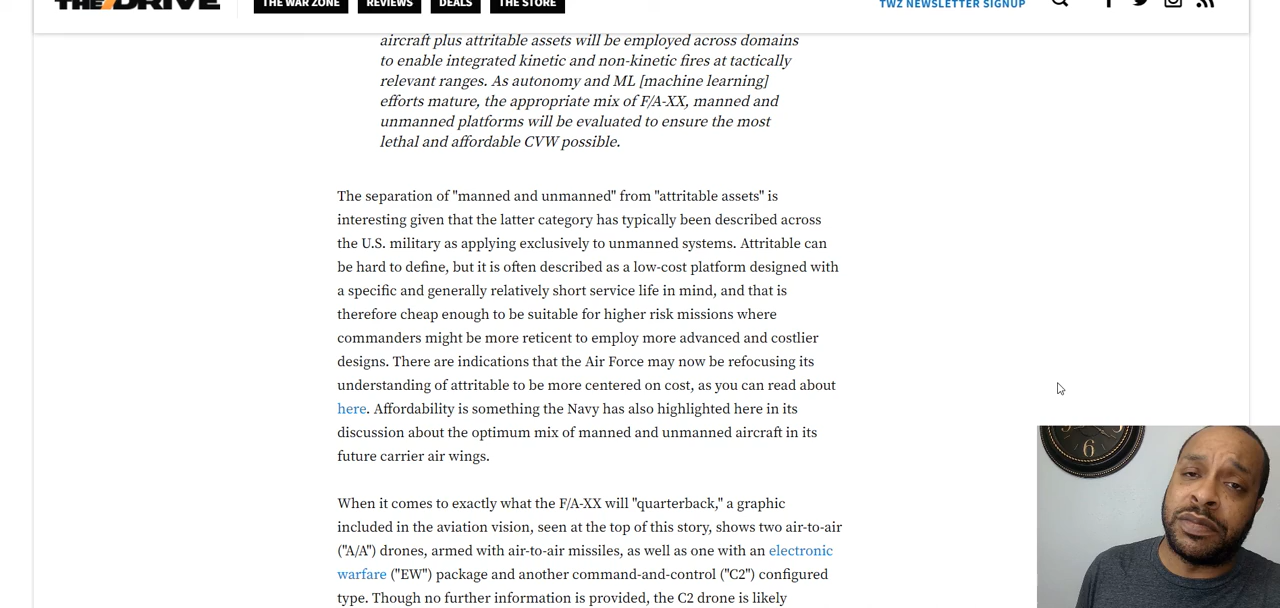 THE DRIVE
THE WAR ZONE REVIEWS DEALS THE STORE TWZ NEWSLETTER SIGNUP
aircraft plus attritable assets will be employed across domains
to enable integrated kinetic and non-kinetic fires at tactically
relevant ranges. As autonomy and ML [machine learning]
efforts mature, the appropriate mix of F/A-XX, manned and
unmanned platforms will be evaluated to ensure the most
lethal and affordable CVW possible.
The separation of "manned and unmanned" from "attritable assets" is
interesting given that the latter category has typically been described across
the U.S. military as applying exclusively to unmanned systems. Attritable can
be hard to define, but it is often described as a low-cost platform designed with
a specific and generally relatively short service life in mind, and that is
therefore cheap enough to be suitable for higher risk missions where
commanders might be more reticent to employ more advanced and costlier
designs. There are indications that the Air Force may now be refocusing its
understanding of attritable to be more centered on cost, as you can read about
here. Affordability is something the Navy has also highlighted here in its
discussion about the optimum mix of manned and unmanned aircraft in its
future carrier air wings.
When it comes to exactly what the F/A-XX will "quarterback," a graphic
included in the aviation vision, seen at the top of this story, shows two air-to-air
("A/A") drones, armed with air-to-air missiles, as well as one with an electronic
warfare ("EW") package and another command-and-control ("C2") configured
type. Though no further information is provided, the C2 drone is likely
6